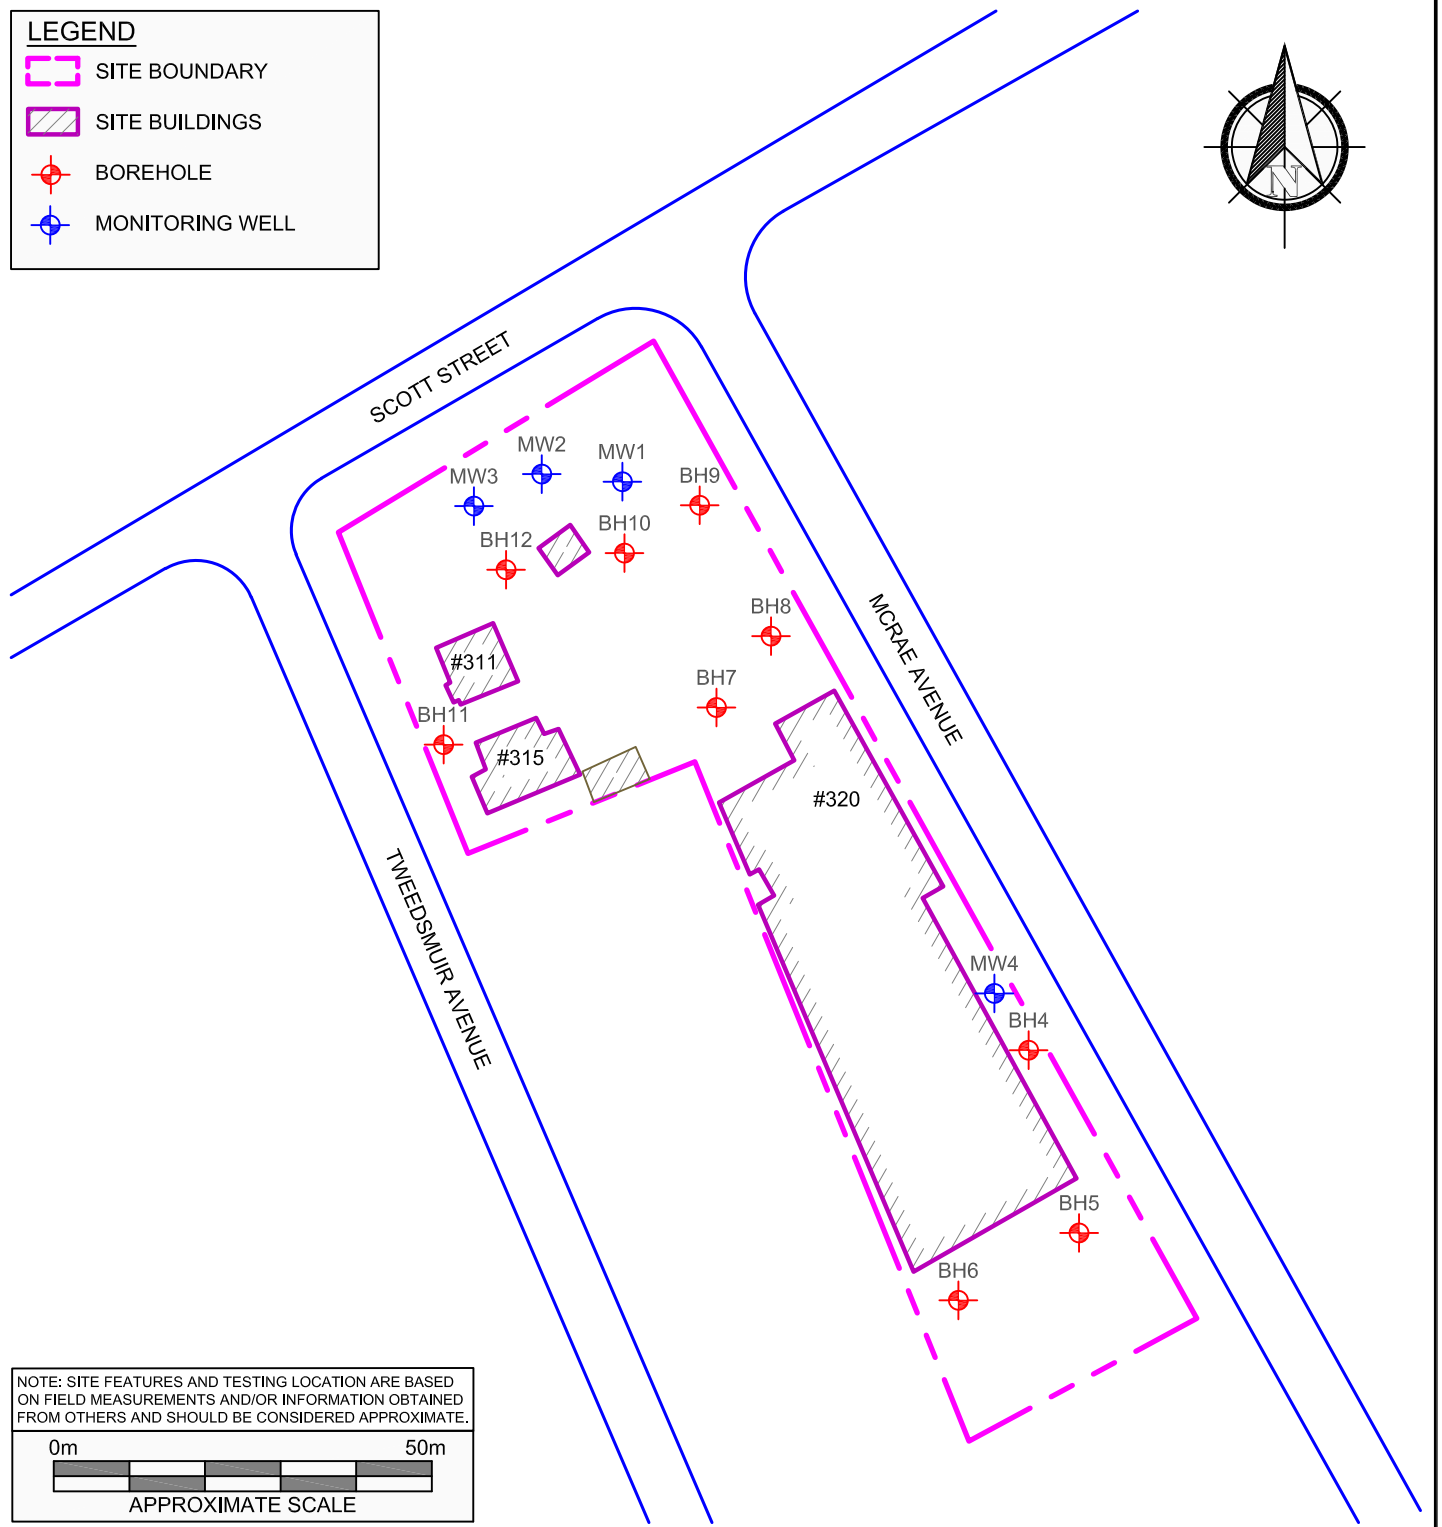 LEGEND
SITE BOUNDARY
SITE BUILDINGS
BOREHOLE
MONITORING WELL
N
SCOTT STREET
MW2
MW1
MW3
BH9
BH10
BH12
BH8
MCRAE AVENUE
#311
BH7
BH11
#315
#320
TWEEDSMUIR AVENUE
MW4
BH4
BH5
BH6
NOTE: SITE FEATURES AND TESTING LOCATION ARE BASED
ON FIELD MEASUREMENTS AND/OR INFORMATION OBTAINED
FROM OTHERS AND SHOULD BE CONSIDERED APPROXIMATE.
0m 50m
APPROXIMATE SCALE